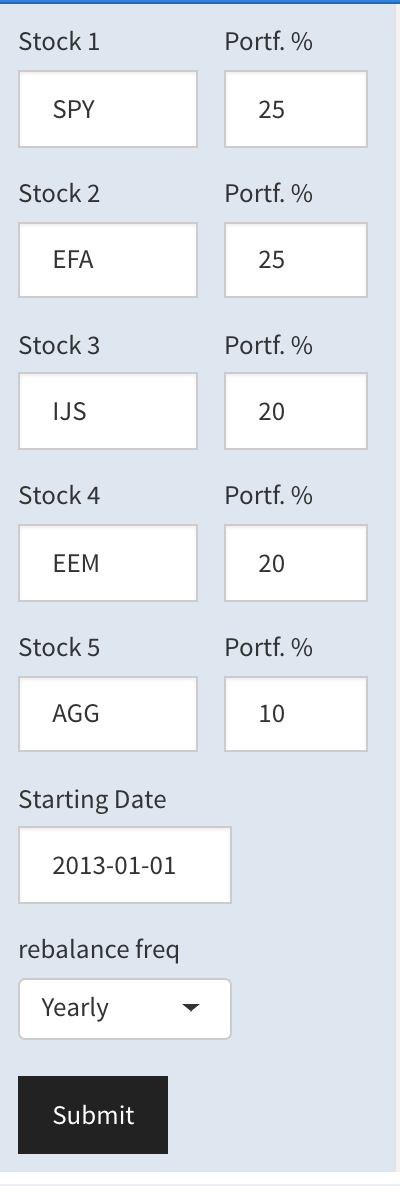 Stock 1 Portf. %
SPY 25
Stock 2 Portf. %
EFA 25
Stock 3 Portf. %
IJS 20
Stock 4 Portf. %
EEM 20
Stock 5 Portf. %
AGG 10
Starting Date
2013-01-01
rebalance freq
Yearly
Submit